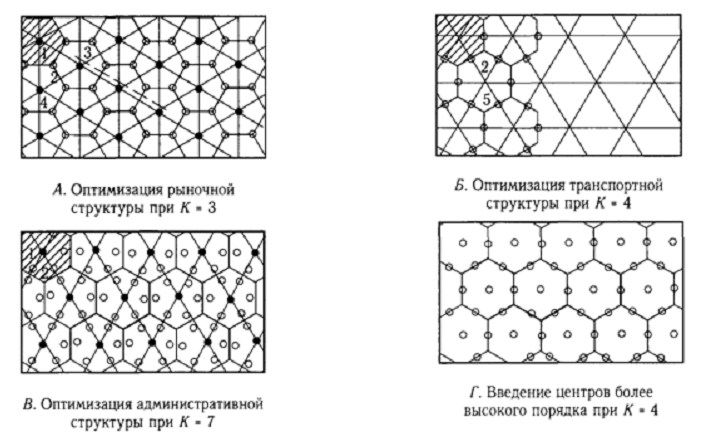 1
3
2
4
А. Оптимизация рыночной
структуры при К = 3
2
5
Б. Оптимизация транспортной
структуры при К = 4
1
2
В. Оптимизация административной
структуры при К = 7
Г. Введение центров более
высокого порядка при К = 4